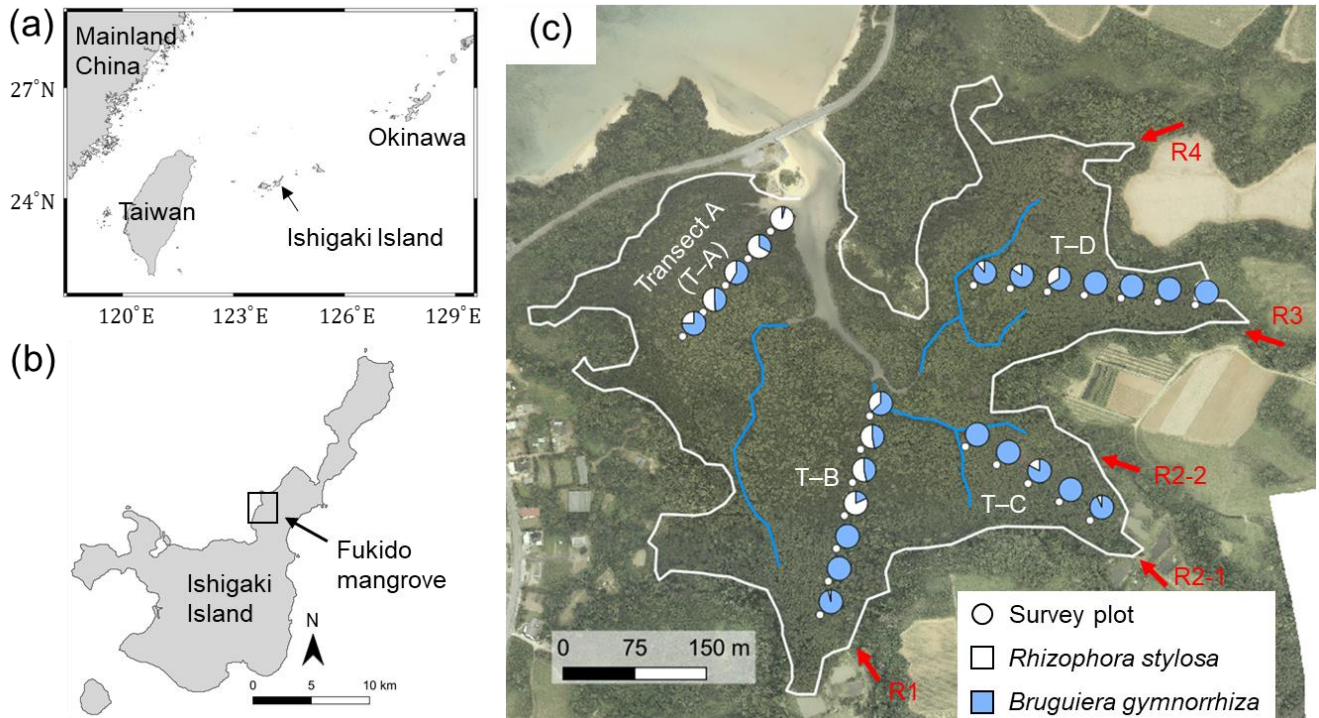 (a)
Mainland
China
27°N
Okinawa
24°N
Taiwan
Ishigaki Island
120°E
123°E
126°E
129°E
(b)
Fukido
mangrove
Ishigaki
Island
N
0
5
10 km
(c)
R4
Transect A
(T–A)
T–D
R3
T–B
R2-2
T–C
R2-1
R1
0
75
150 m
Survey plot
Rhizophora stylosa
Bruguiera gymnorrhiza